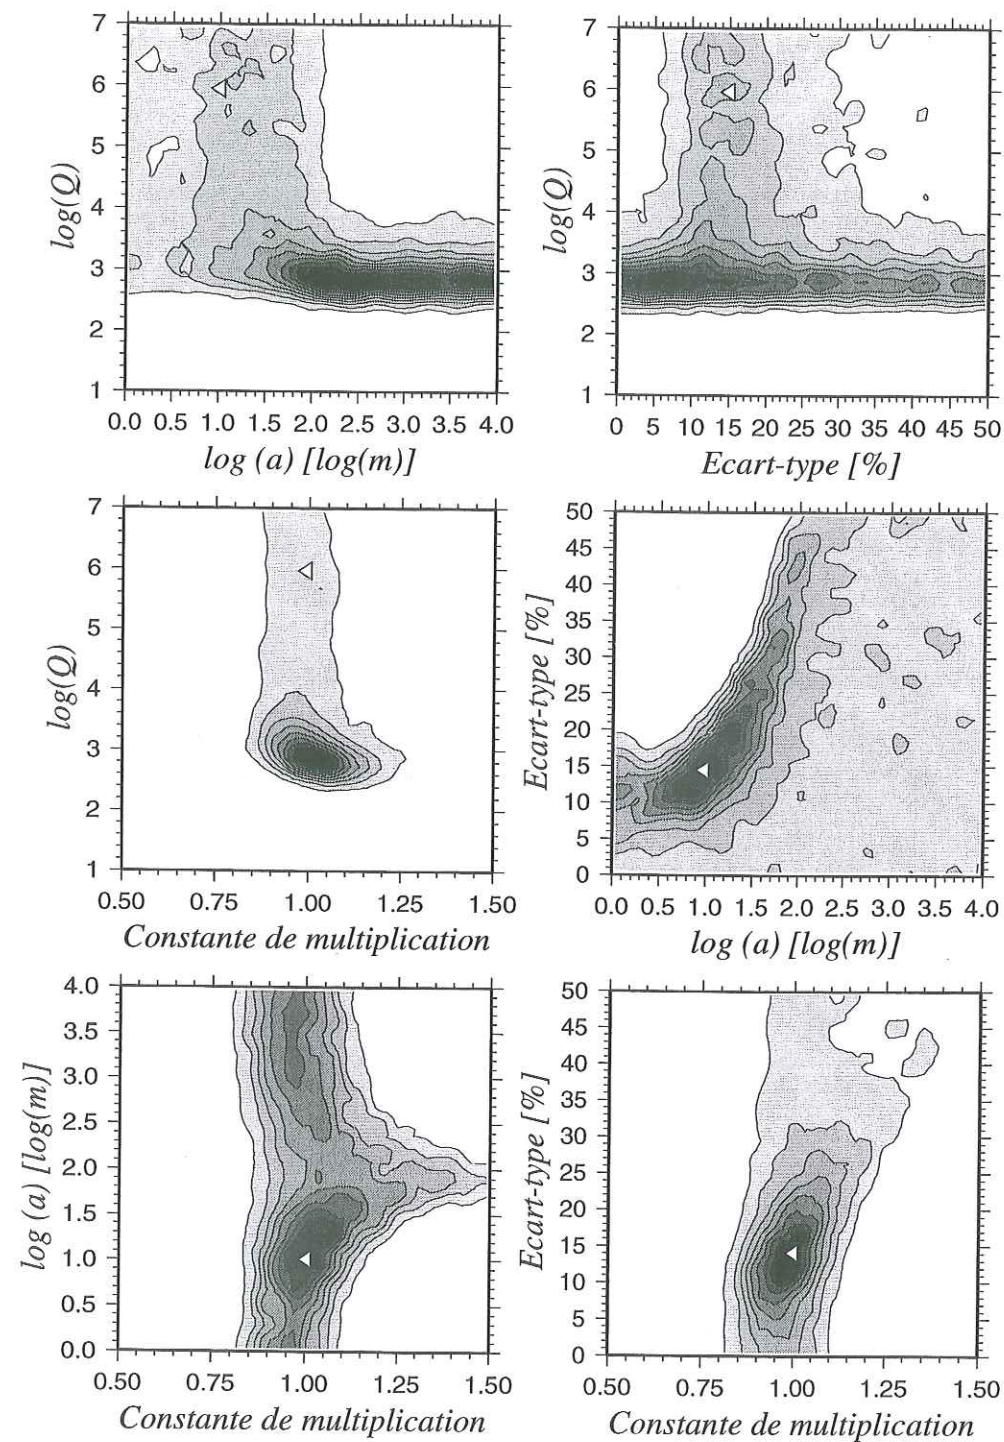 7
6
5
4
3
2
1
log(Q)
0.0 0.5 1.0 1.5 2.0 2.5 3.0 3.5 4.0
log (a) [log(m)]
7
6
5
4
3
2
1
log(Q)
0 5 10 15 20 25 30 35 40 45 50
Ecart-type [%]
7
6
5
4
3
2
1
log(Q)
0.50 0.75 1.00 1.25 1.50
Constante de multiplication
50
45
40
35
30
25
20
15
10
5
0
Ecart-type [%]
0.0 0.5 1.0 1.5 2.0 2.5 3.0 3.5 4.0
log (a) [log(m)]
4.0
3.5
3.0
2.5
2.0
1.5
1.0
0.5
0.0
log (a) [log(m)]
0.50 0.75 1.00 1.25 1.50
Constante de multiplication
50
45
40
35
30
25
20
15
10
5
0
Ecart-type [%]
0.50 0.75 1.00 1.25 1.50
Constante de multiplication